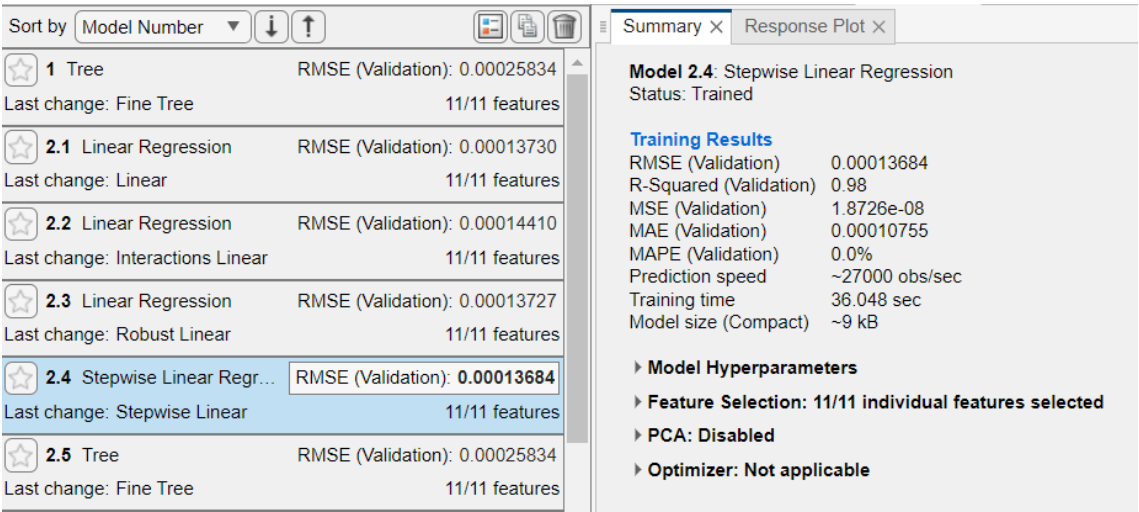 Sort by Model Number
1 Tree RMSE (Validation): 0.00025834
Last change: Fine Tree 11/11 features
2.1 Linear Regression RMSE (Validation): 0.00013730
Last change: Linear 11/11 features
2.2 Linear Regression RMSE (Validation): 0.00014410
Last change: Interactions Linear 11/11 features
2.3 Linear Regression RMSE (Validation): 0.00013727
Last change: Robust Linear 11/11 features
2.4 Stepwise Linear Regr... RMSE (Validation): 0.00013684
Last change: Stepwise Linear 11/11 features
2.5 Tree RMSE (Validation): 0.00025834
Last change: Fine Tree 11/11 features
Summary Response Plot
Model 2.4: Stepwise Linear Regression
Status: Trained
Training Results
RMSE (Validation) 0.00013684
R-Squared (Validation) 0.98
MSE (Validation) 1.8726e-08
MAE (Validation) 0.00010755
MAPE (Validation) 0.0%
Prediction speed ~27000 obs/sec
Training time 36.048 sec
Model size (Compact) ~9 kB
Model Hyperparameters
Feature Selection: 11/11 individual features selected
PCA: Disabled
Optimizer: Not applicable